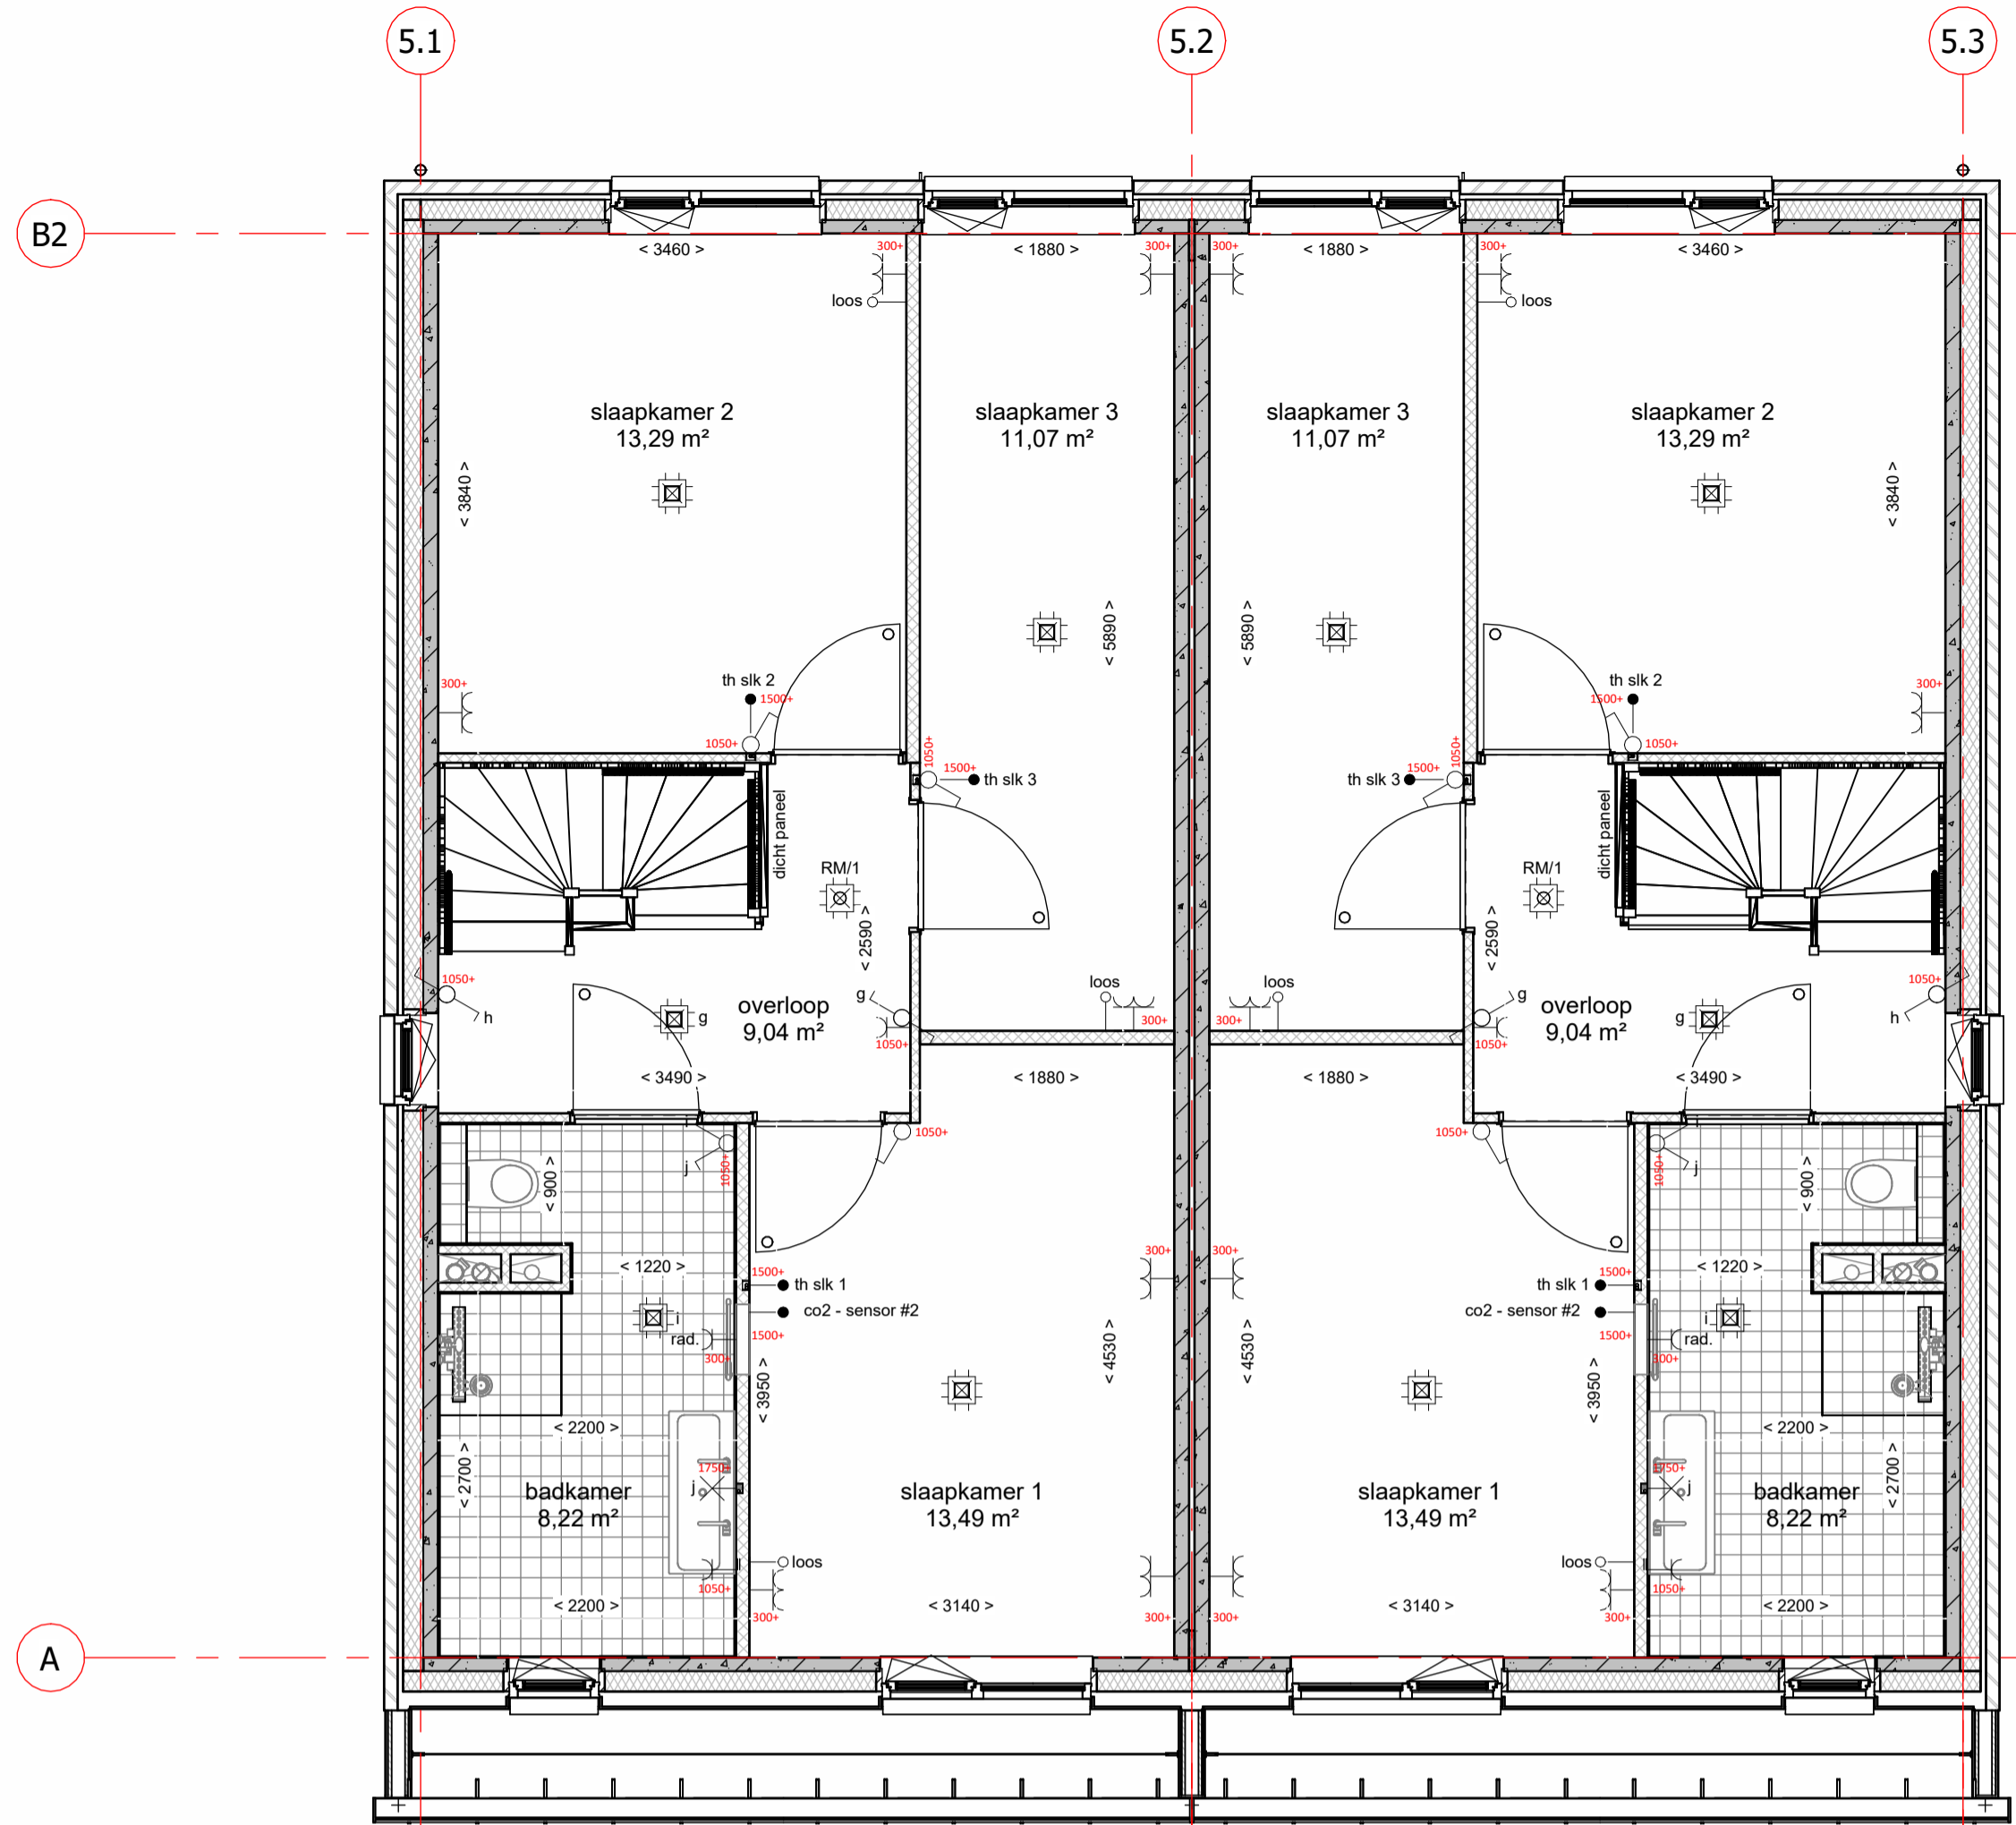 5.1
5.2
5.3
B2
300+
< 3460 >
< 1880 >
300+
300+
< 1880 >
300+
< 3460 >
loos
loos
slaapkamer 2
13,29 m²
slaapkamer 3
11,07 m²
slaapkamer 3
11,07 m²
slaapkamer 2
13,29 m²
< 3840 >
< 3840 >
< 5890 >
< 5890 >
300+
th slk 2
1500+
1050+
th slk 2
1500+
1050+
300+
1050+
1500+
th slk 3
th slk 3
1500+
1050+
dicht paneel
dicht paneel
RM/1
RM/1
< 2590 >
< 2590 >
1050+
h
g
g
overloop
9,04 m²
1050+
loos
300+
loos
300+
g
1050+
overloop
9,04 m²
g
1050+
h
< 3490 >
< 1880 >
< 1880 >
< 3490 >
1050+
1050+
j
1050+
j
1050+
< 900 >
< 900 >
< 1220 >
< 1220 >
300+
300+
1500+
th slk 1
co2 - sensor #2
1500+
th slk 1
1500+
co2 - sensor #2
1500+
i
rad.
300+
i
rad.
300+
< 3950 >
< 4530 >
< 4530 >
< 3950 >
< 2200 >
< 2200 >
< 2700 >
< 2700 >
1750+
j
1750+
j
badkamer
8,22 m²
slaapkamer 1
13,49 m²
slaapkamer 1
13,49 m²
badkamer
8,22 m²
loos
loos
1050+
1050+
< 2200 >
300+
< 3140 >
300+
300+
< 3140 >
300+
< 2200 >
A